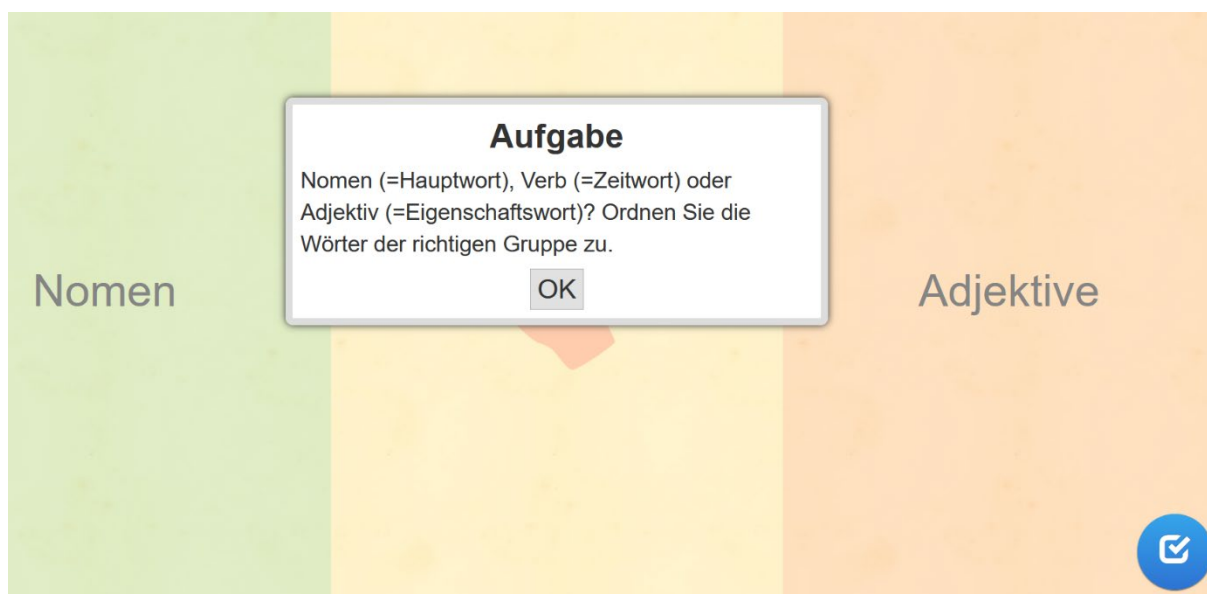 Aufgabe
Nomen (=Hauptwort), Verb (=Zeitwort) oder
Adjektiv (=Eigenschaftswort)? Ordnen Sie die
Wörter der richtigen Gruppe zu.
OK
Nomen
Adjektive